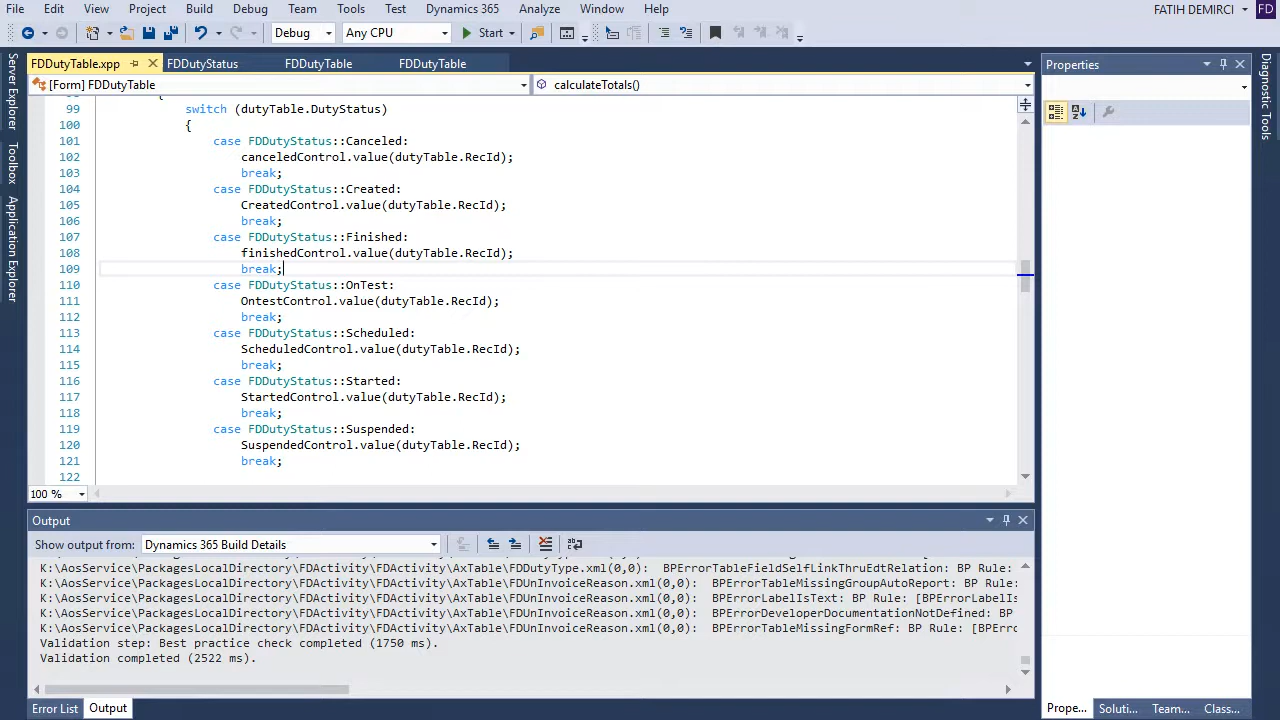 File Edit View Project Build Debug Team Tools Test Dynamics 365 Analyze Window Help FATIH DEMIRCI FD
Debug Any CPU Start
FDDutyTable.xpp FDDutyStatus FDDutyTable FDDutyTable
[Form] FDDutyTable calculateTotals()
99 switch (dutyTable.DutyStatus)
100 {
101 case FDDutyStatus::Canceled:
102 canceledControl.value(dutyTable.RecId);
103 break;
104 case FDDutyStatus::Created:
105 CreatedControl.value(dutyTable.RecId);
106 break;
107 case FDDutyStatus::Finished:
108 finishedControl.value(dutyTable.RecId);
109 break;
110 case FDDutyStatus::OnTest:
111 OntestControl.value(dutyTable.RecId);
112 break;
113 case FDDutyStatus::Scheduled:
114 ScheduledControl.value(dutyTable.RecId);
115 break;
116 case FDDutyStatus::Started:
117 StartedControl.value(dutyTable.RecId);
118 break;
119 case FDDutyStatus::Suspended:
120 SuspendedControl.value(dutyTable.RecId);
121 break;
122
100 %
Server Explorer
Toolbox
Application Explorer
Properties
Diagnostic Tools
Output
Show output from: Dynamics 365 Build Details
K:\AosService\PackagesLocalDirectory\FDActivity\FDActivity\AxTable\FDDutyType.xml(0,0): BPErrorTableFieldSelfLinkThruEdtRelation: BP Rule:
K:\AosService\PackagesLocalDirectory\FDActivity\FDActivity\AxTable\FDUnInvoiceReason.xml(0,0): BPErrorTableMissingGroupAutoReport: BP Rule:
K:\AosService\PackagesLocalDirectory\FDActivity\FDActivity\AxTable\FDUnInvoiceReason.xml(0,0): BPErrorLabelIsText: BP Rule: [BPErrorLabelIs
K:\AosService\PackagesLocalDirectory\FDActivity\FDActivity\AxTable\FDUnInvoiceReason.xml(0,0): BPErrorDeveloperDocumentationNotDefined: BP
K:\AosService\PackagesLocalDirectory\FDActivity\FDActivity\AxTable\FDUnInvoiceReason.xml(0,0): BPErrorTableMissingFormRef: BP Rule: [BPErro
Validation step: Best practice check completed (1750 ms).
Validation completed (2522 ms).
Error List Output
Prope... Soluti... Team... Class...